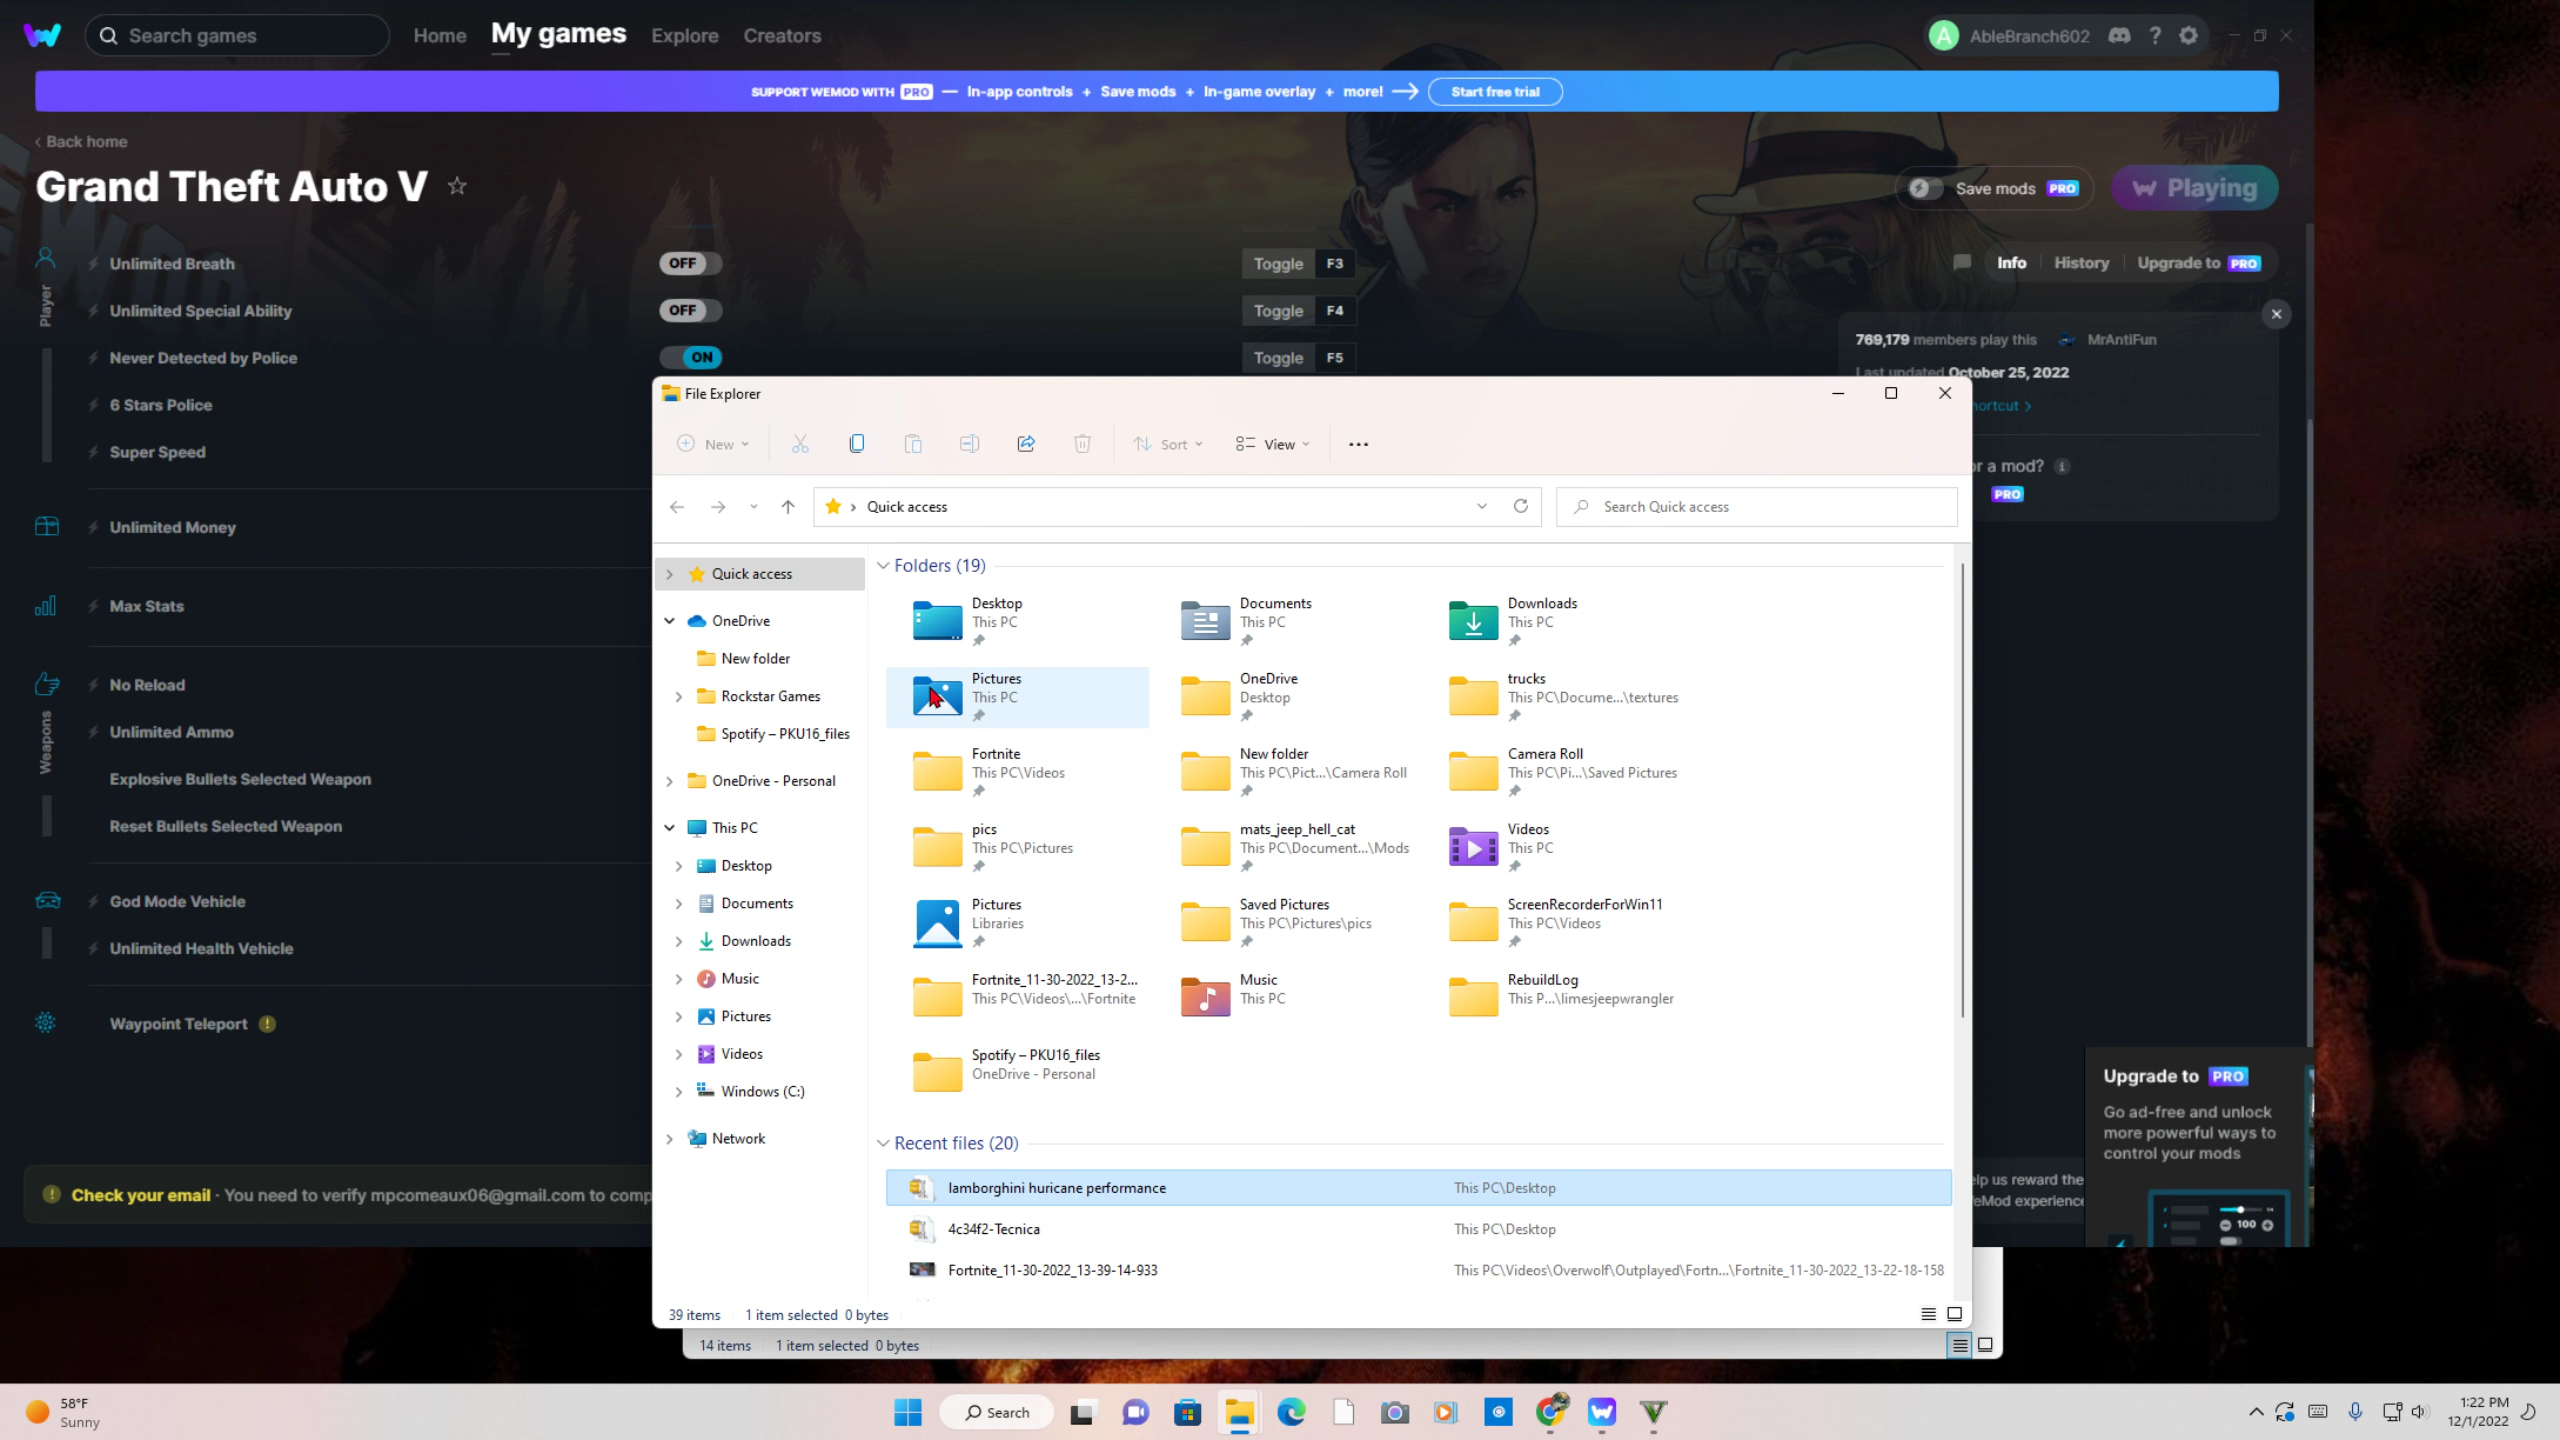 Search games
Home
My games
Explore
Creators
A
AbleBranch602
?
SUPPORT WEMOD WITH PRO — In-app controls + Save mods + In-game overlay + more!
Start free trial
Back home
Grand Theft Auto V
Save mods PRO
Playing
Player
Unlimited Breath
OFF
Toggle F3
Info
History
Upgrade to PRO
Unlimited Special Ability
OFF
Toggle F4
769,179 members play this
MrAntiFun
Never Detected by Police
ON
Toggle F5
Last updated October 25, 2022
6 Stars Police
hortcut >
Super Speed
r a mod?
PRO
Unlimited Money
Max Stats
Weapons
No Reload
Unlimited Ammo
Explosive Bullets Selected Weapon
Reset Bullets Selected Weapon
God Mode Vehicle
Unlimited Health Vehicle
Waypoint Teleport
Check your email · You need to verify mpcomeaux06@gmail.com to comp
File Explorer
New
Sort
View
Quick access
Search Quick access
Quick access
OneDrive
New folder
Rockstar Games
Spotify – PKU16_files
OneDrive - Personal
This PC
Desktop
Documents
Downloads
Music
Pictures
Videos
Windows (C:)
Network
Folders (19)
Desktop
This PC
Documents
This PC
Downloads
This PC
Pictures
This PC
OneDrive
Desktop
trucks
This PC\Docume...\textures
Fortnite
This PC\Videos
New folder
This PC\Pict...\Camera Roll
Camera Roll
This PC\Pi...\Saved Pictures
pics
This PC\Pictures
mats_jeep_hell_cat
This PC\Document...\Mods
Videos
This PC
Pictures
Libraries
Saved Pictures
This PC\Pictures\pics
ScreenRecorderForWin11
This PC\Videos
Fortnite_11-30-2022_13-2...
This PC\Videos\...\Fortnite
Music
This PC
RebuildLog
This P...\limesjeepwrangler
Spotify – PKU16_files
OneDrive - Personal
Recent files (20)
lamborghini huricane performance
This PC\Desktop
4c34f2-Tecnica
This PC\Desktop
Fortnite_11-30-2022_13-39-14-933
This PC\Videos\Overwolf\Outplayed\Fortn...\Fortnite_11-30-2022_13-22-18-158
39 items
1 item selected 0 bytes
14 items
1 item selected 0 bytes
Upgrade to PRO
Go ad-free and unlock
more powerful ways to
control your mods
100
elp us reward the
eMod experience
58°F
Sunny
Search
1:22 PM
12/1/2022